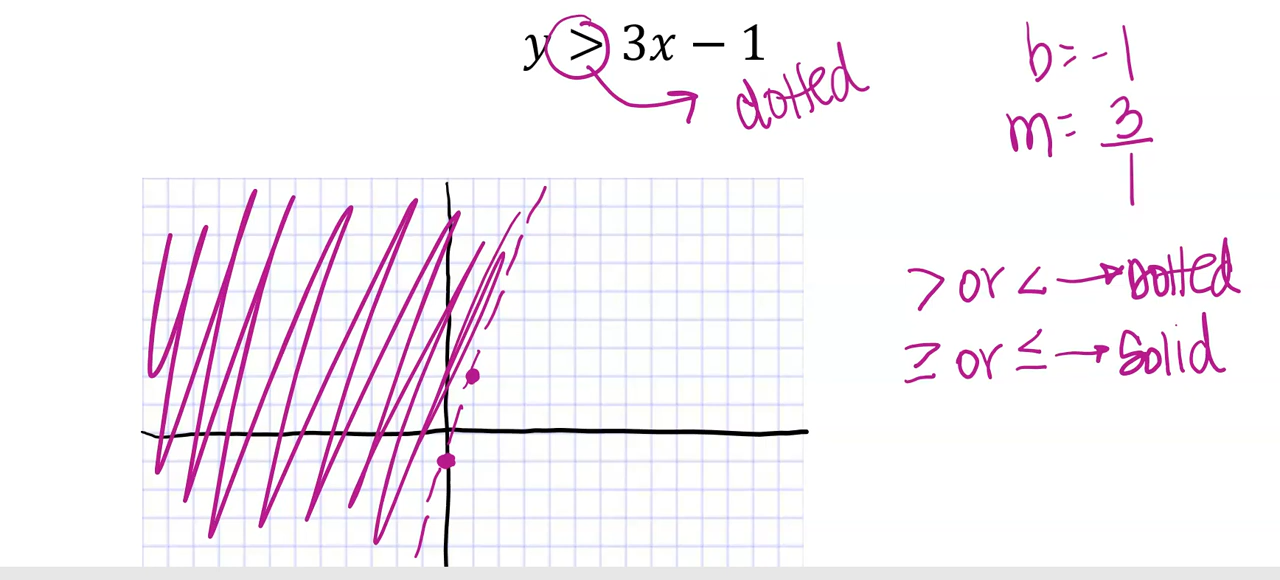 y > 3x − 1
dotted
b = -1
m = 3/1
> or < → Dotted
≥ or ≤ → Solid